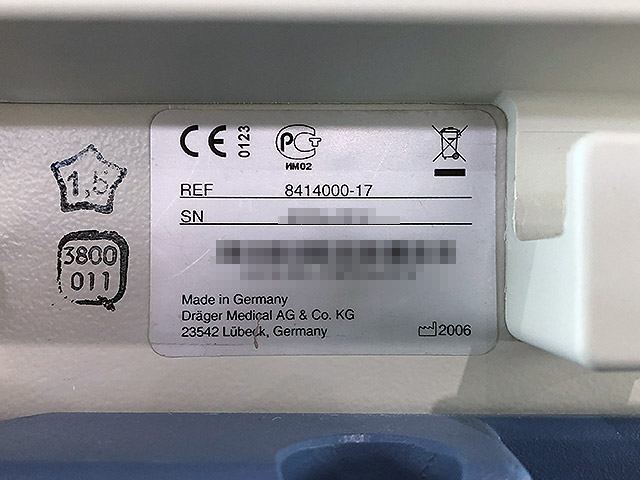 CE 0123
PCT
ИМ02
1,5
REF 8414000-17
SN
3800
011
Made in Germany
Dräger Medical AG & Co. KG
23542 Lübeck, Germany
2006